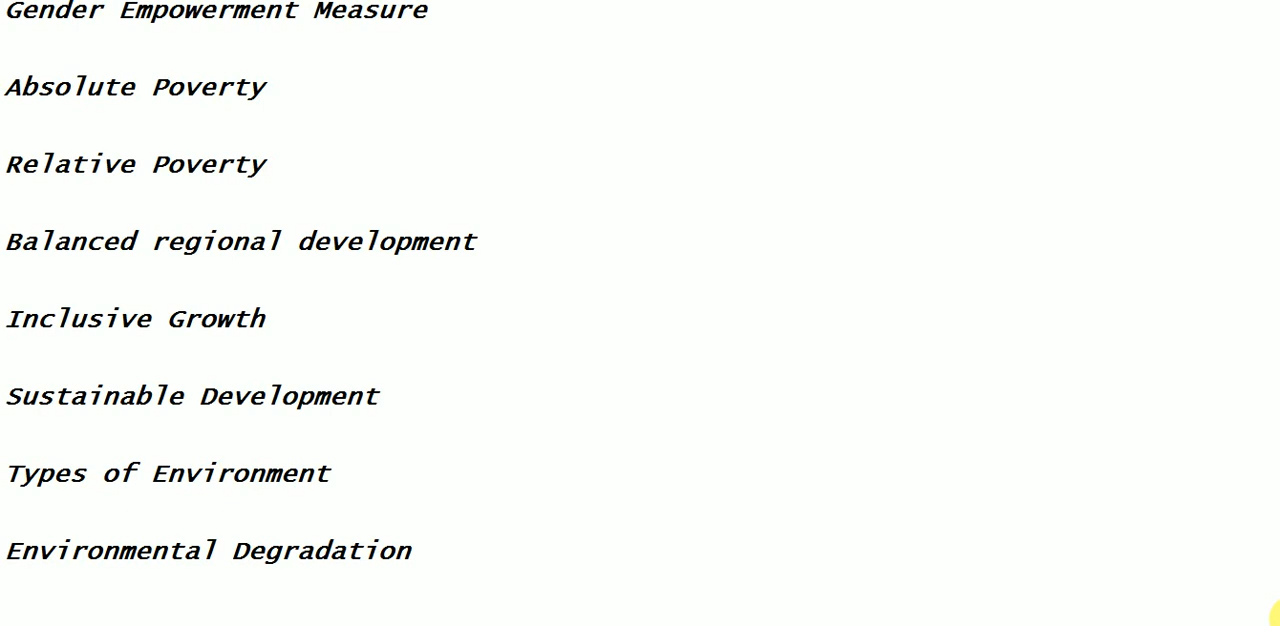 Gender Empowerment Measure
Absolute Poverty
Relative Poverty
Balanced regional development
Inclusive Growth
Sustainable Development
Types of Environment
Environmental Degradation